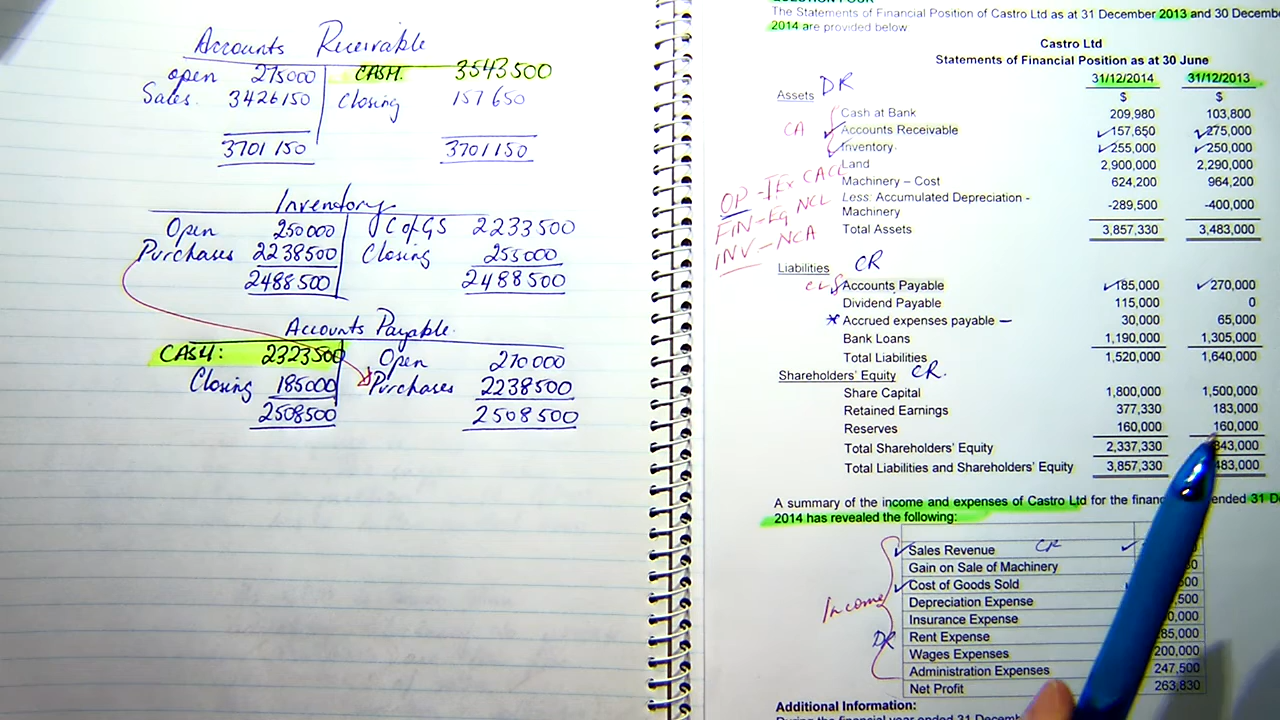 Accounts Receivable
open 275000 CASH. 3543500
Sales. 3426150 Closing 157650
3701150 3701150
Inventory
Open 250000 C of GS 2233500
Purchases 2238500 Closing 255000
2488500 2488500
Accounts Payable.
CASH: 2323500 Open 270000
Closing 185000 Purchases 2238500
2508500 2508500
The Statements of Financial Position of Castro Ltd as at 31 December 2013 and 30
2014 are provided below
Castro Ltd
Statements of Financial Position as at 30 June
31/12/2014 31/12/2013
Assets DR $ $
Cash at Bank 209,980 103,800
CA Accounts Receivable 157,650 275,000
Inventory 255,000 250,000
Land 2,900,000 2,290,000
OP - IEx CACL Machinery – Cost 624,200 964,200
FIN - Eq NCL Less: Accumulated Depreciation -
Machinery -289,500 -400,000
INV - NCA Total Assets 3,857,330 3,483,000
Liabilities CR
Accounts Payable 185,000 270,000
Dividend Payable 115,000 0
Accrued expenses payable 30,000 65,000
Bank Loans 1,190,000 1,305,000
Total Liabilities 1,520,000 1,640,000
Shareholders' Equity CR.
Share Capital 1,800,000 1,500,000
Retained Earnings 377,330 183,000
Reserves 160,000 160,000
Total Shareholders' Equity 2,337,330
Total Liabilities and Shareholders' Equity 3,857,330
A summary of the income and expenses of Castro Ltd for the ended 31
2014 has revealed the following:
Sales Revenue CR
Gain on Sale of Machinery
Cost of Goods Sold
Depreciation Expense
Income Insurance Expense
DR Rent Expense
Wages Expenses
Administration Expenses 247,500
Net Profit 263,830
Additional Information:
During the financial year ended 31